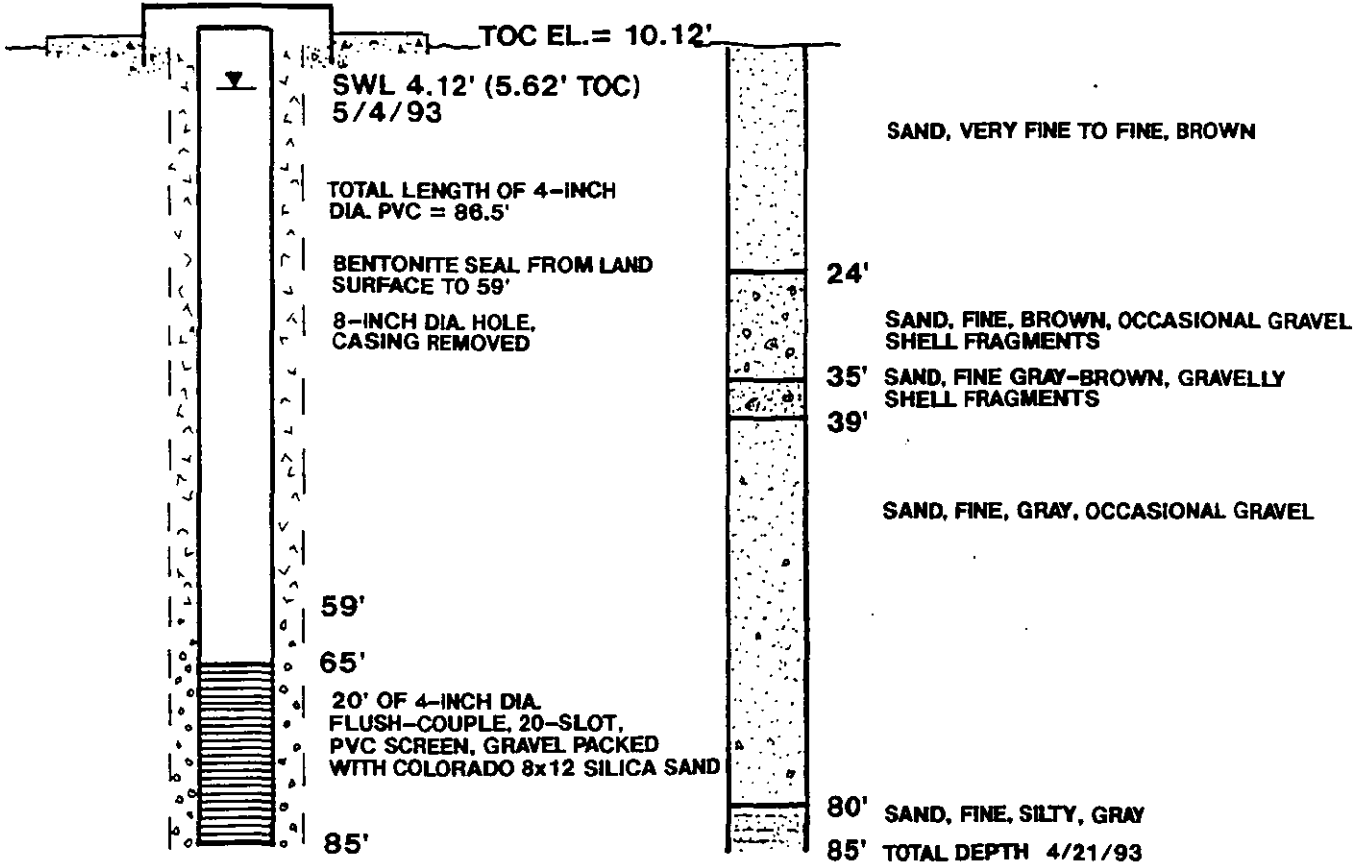 TOC EL.= 10.12'
SWL 4.12' (5.62' TOC)
5/4/93
TOTAL LENGTH OF 4-INCH
DIA. PVC = 86.5'
BENTONITE SEAL FROM LAND
SURFACE TO 59'
8-INCH DIA. HOLE,
CASING REMOVED
59'
65'
20' OF 4-INCH DIA.
FLUSH-COUPLE, 20-SLOT,
PVC SCREEN, GRAVEL PACKED
WITH COLORADO 8x12 SILICA SAND
85'
SAND, VERY FINE TO FINE, BROWN
24'
SAND, FINE, BROWN, OCCASIONAL GRAVEL
SHELL FRAGMENTS
35'
SAND, FINE GRAY-BROWN, GRAVELLY
SHELL FRAGMENTS
39'
SAND, FINE, GRAY, OCCASIONAL GRAVEL
80'
SAND, FINE, SILTY, GRAY
85'
TOTAL DEPTH 4/21/93